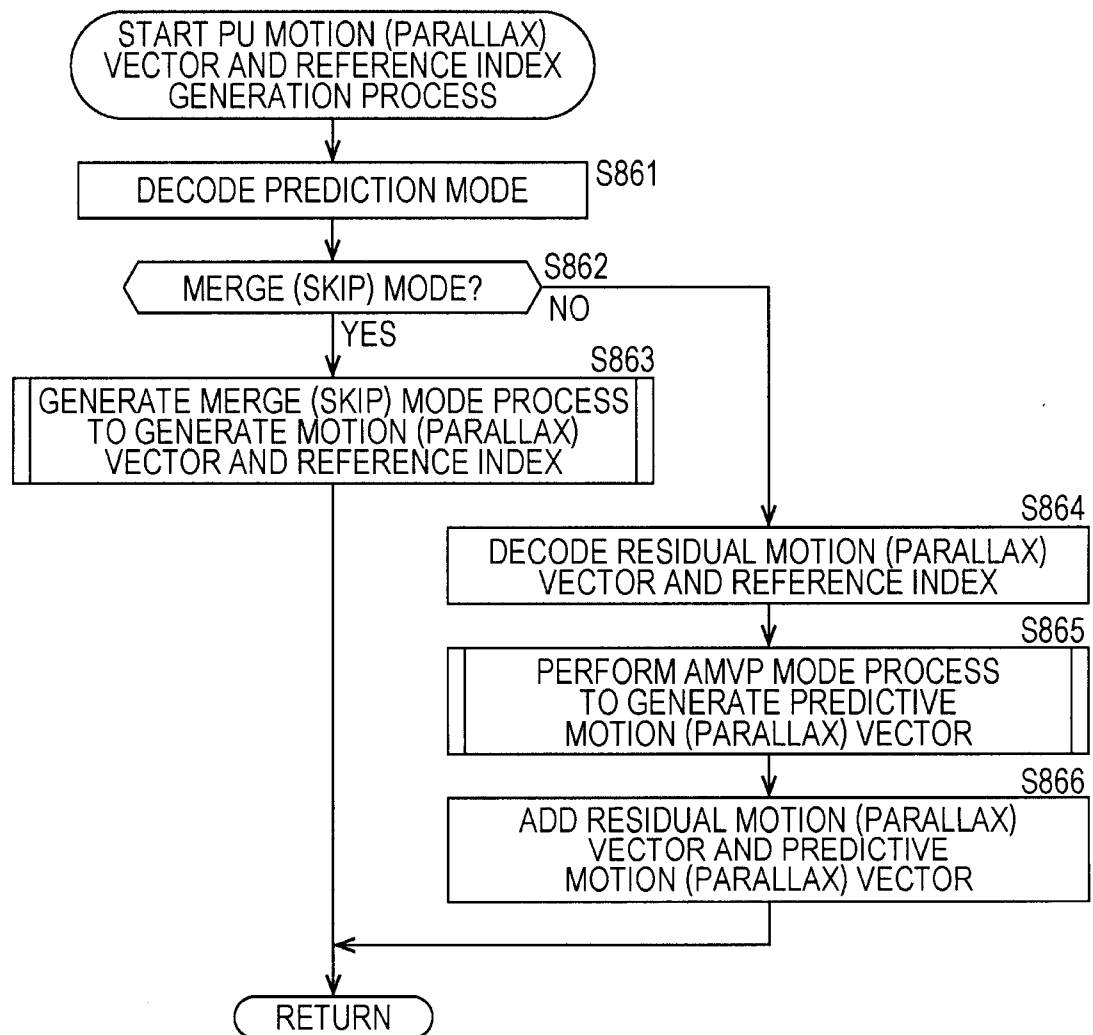 START PU MOTION (PARALLAX)
VECTOR AND REFERENCE INDEX
GENERATION PROCESS
DECODE PREDICTION MODE
S861
MERGE (SKIP) MODE?
S862
NO
YES
S863
GENERATE MERGE (SKIP) MODE PROCESS
TO GENERATE MOTION (PARALLAX)
VECTOR AND REFERENCE INDEX
S864
DECODE RESIDUAL MOTION (PARALLAX)
VECTOR AND REFERENCE INDEX
S865
PERFORM AMVP MODE PROCESS
TO GENERATE PREDICTIVE
MOTION (PARALLAX) VECTOR
S866
ADD RESIDUAL MOTION (PARALLAX)
VECTOR AND PREDICTIVE
MOTION (PARALLAX) VECTOR
RETURN